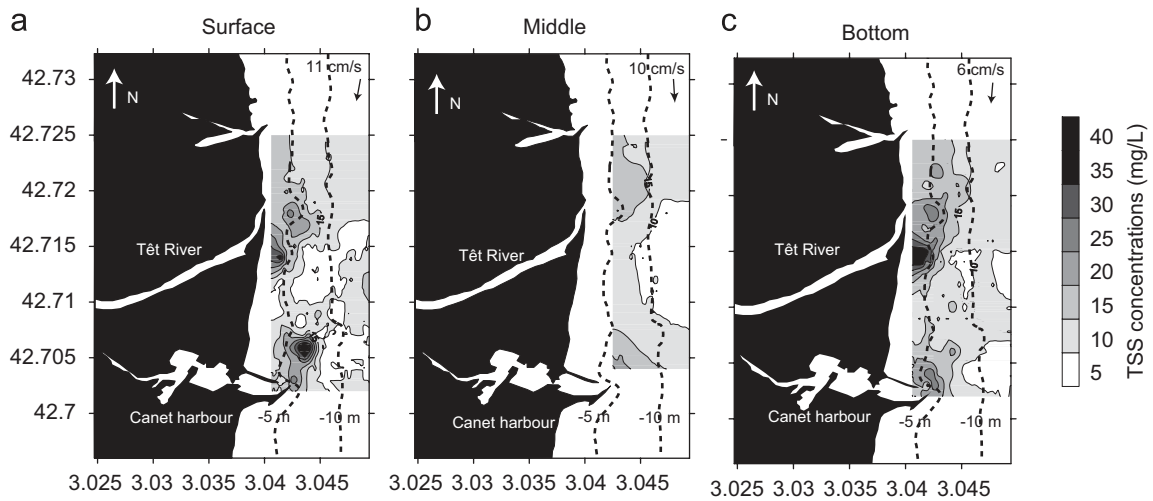 a
Surface
b
Middle
c
Bottom
42.73
42.725
42.72
42.715
42.71
42.705
42.7
11 cm/s
N
15
Têt River
Canet harbour
-5 m
-10 m
10 cm/s
N
10
Têt River
Canet harbour
-5 m
-10 m
6 cm/s
N
15
10
Têt River
Canet harbour
-5 m
-10 m
3.025 3.03 3.035 3.04 3.045
3.025 3.03 3.035 3.04 3.045
3.025 3.03 3.035 3.04 3.045
40
35
30
25
20
15
10
5
TSS concentrations (mg/L)